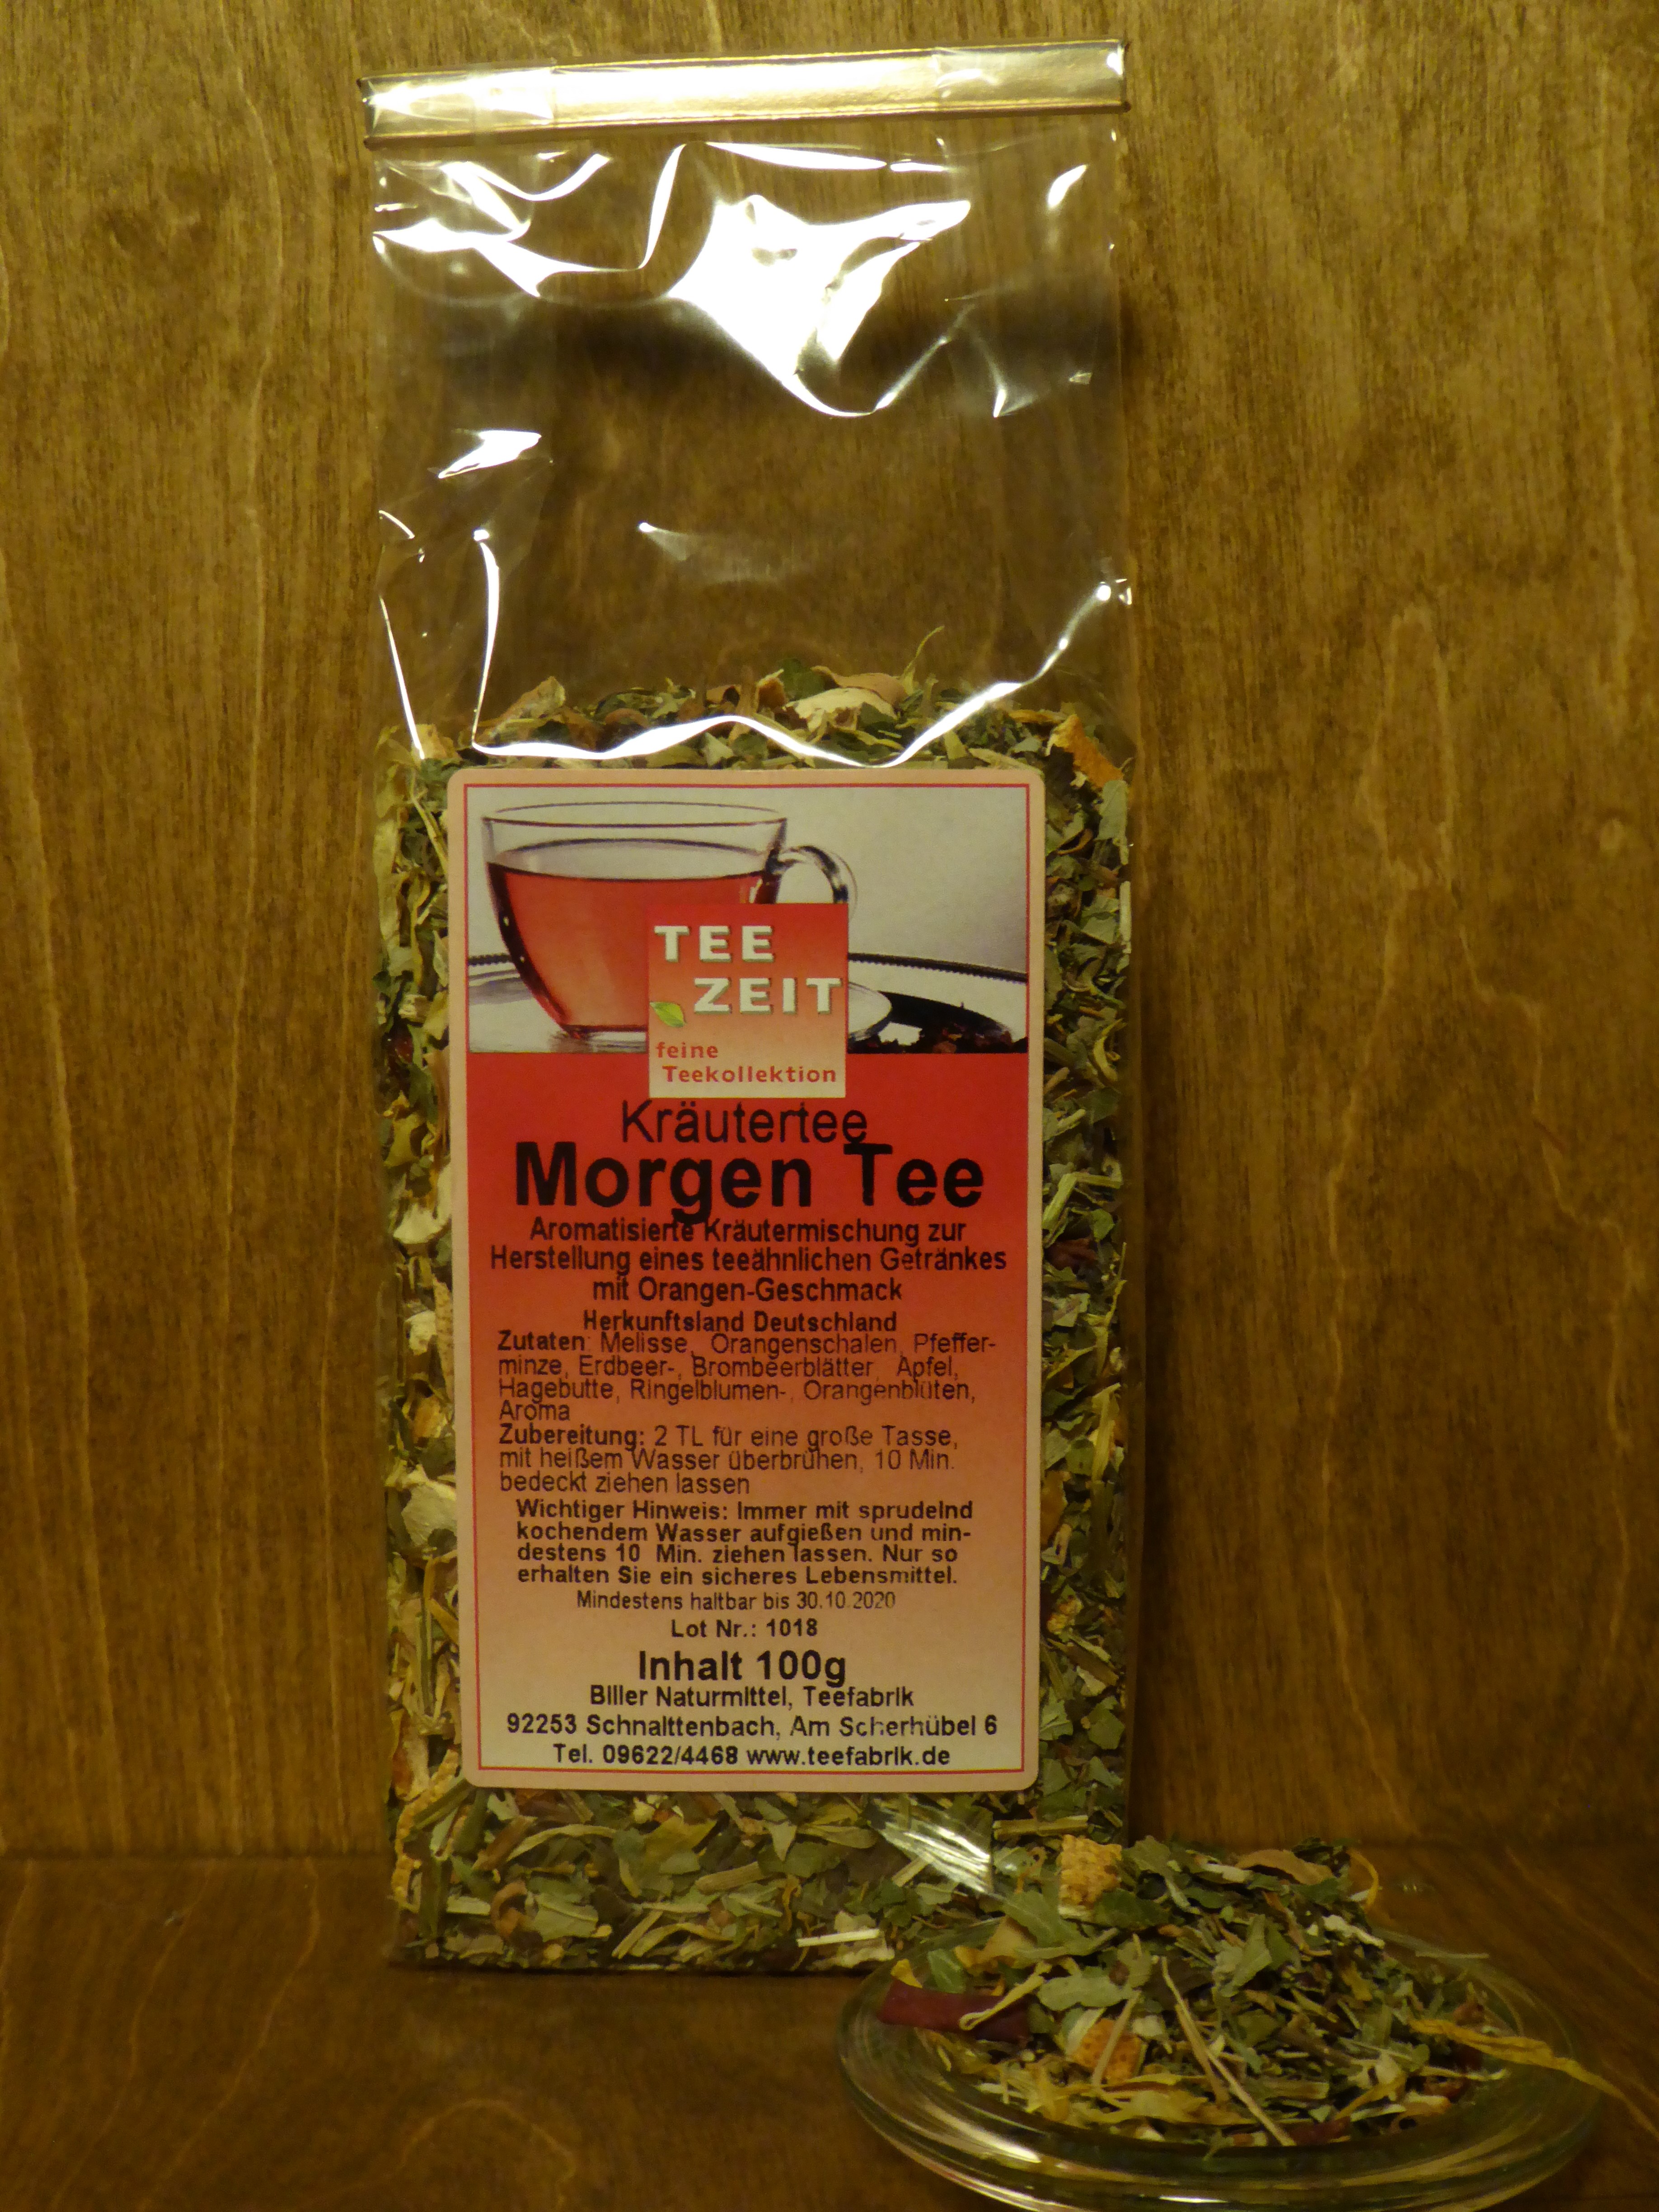 TEE
ZEIT
feine
Teekollektion
Kräutertee
Morgen Tee
Aromatisierte Kräutermischung zur
Herstellung eines teeähnlichen Getränkes
mit Orangen-Geschmack
Herkunftsland Deutschland
Zutaten: Melisse, Orangenschalen, Pfeffer-
minze, Erdbeer-, Brombeerblätter, Apfel,
Hagebutte, Ringelblumen-, Orangenblüten,
Aroma
Zubereitung: 2 TL für eine große Tasse,
mit heißem Wasser überbrühen, 10 Min.
bedeckt ziehen lassen
Wichtiger Hinweis: Immer mit sprudelnd
kochendem Wasser aufgießen und min-
destens 10 Min. ziehen lassen. Nur so
erhalten Sie ein sicheres Lebensmittel.
Mindestens haltbar bis 30.10.2020
Lot Nr.: 1018
Inhalt 100g
Biller Naturmittel, Teefabrik
92253 Schnaittenbach, Am Scherhübel 6
Tel. 09622/4468 www.teefabrik.de